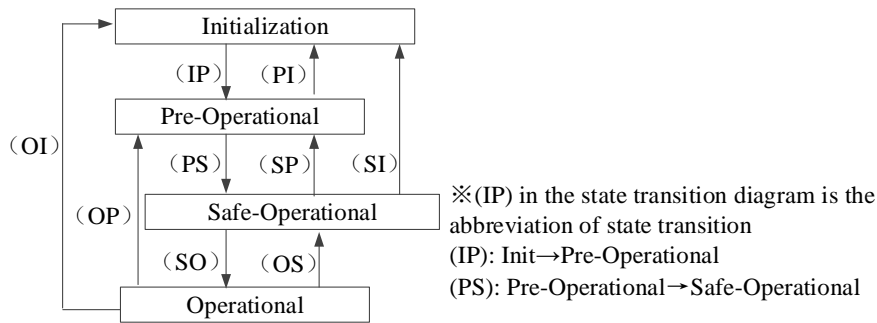 Initialization
（IP） （PI）
Pre-Operational
（OI）
（PS） （SP） （SI）
（OP）
Safe-Operational
（SO） （OS）
Operational
※(IP) in the state transition diagram is the
abbreviation of state transition
(IP): Init→Pre-Operational
(PS): Pre-Operational→Safe-Operational